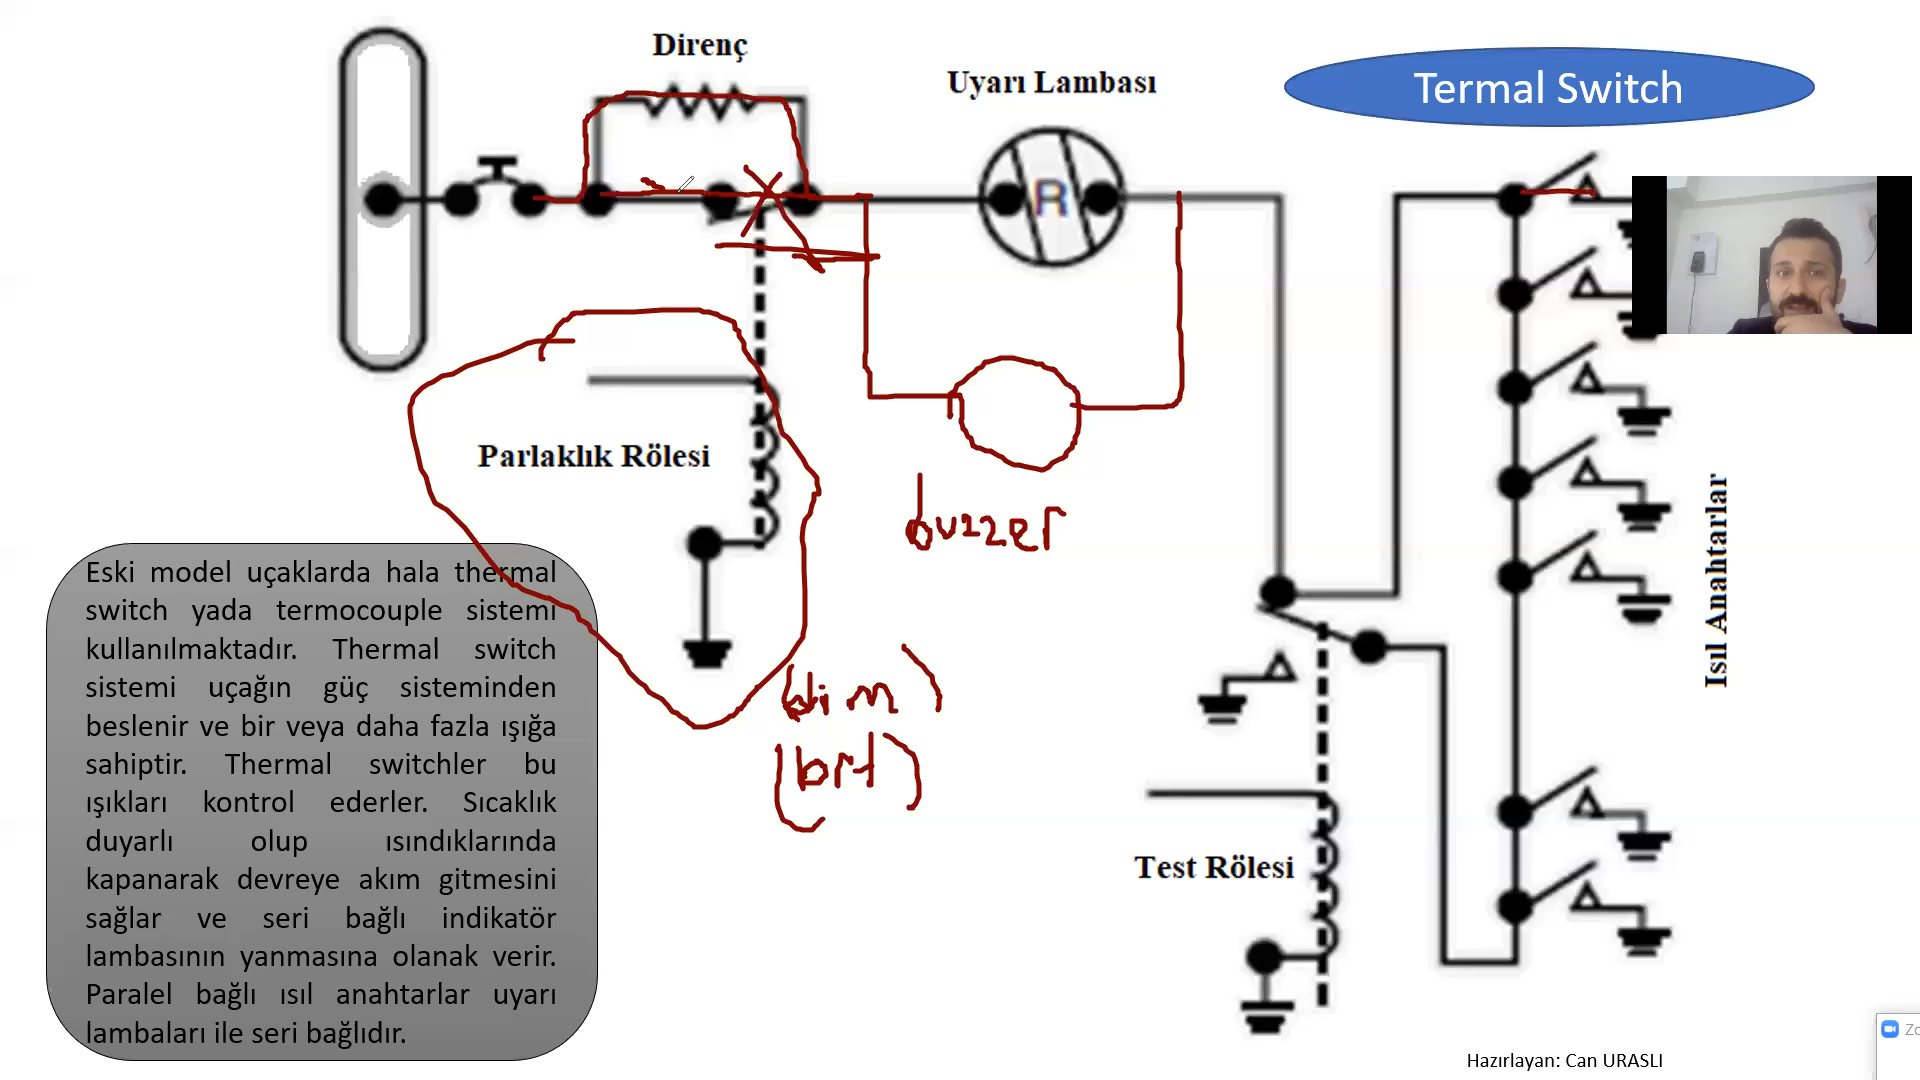 Direnç
Uyarı Lambası
Termal Switch
R
Parlaklık Rölesi
buzzer
Eski model uçaklarda hala thermal
switch yada termocouple sistemi
kullanılmaktadır. Thermal switch
sistemi uçağın güç sisteminden
beslenir ve bir veya daha fazla ışığa
sahiptir. Thermal switchler bu
ışıkları kontrol ederler. Sıcaklık
duyarlı olup ısındıklarında
kapanarak devreye akım gitmesini
sağlar ve seri bağlı indikatör
lambasının yanmasına olanak verir.
Paralel bağlı ısıl anahtarlar uyarı
lambaları ile seri bağlıdır.
(dim)
(brt)
Isıl Anahtarlar
Test Rölesi
Hazırlayan: Can URASLI